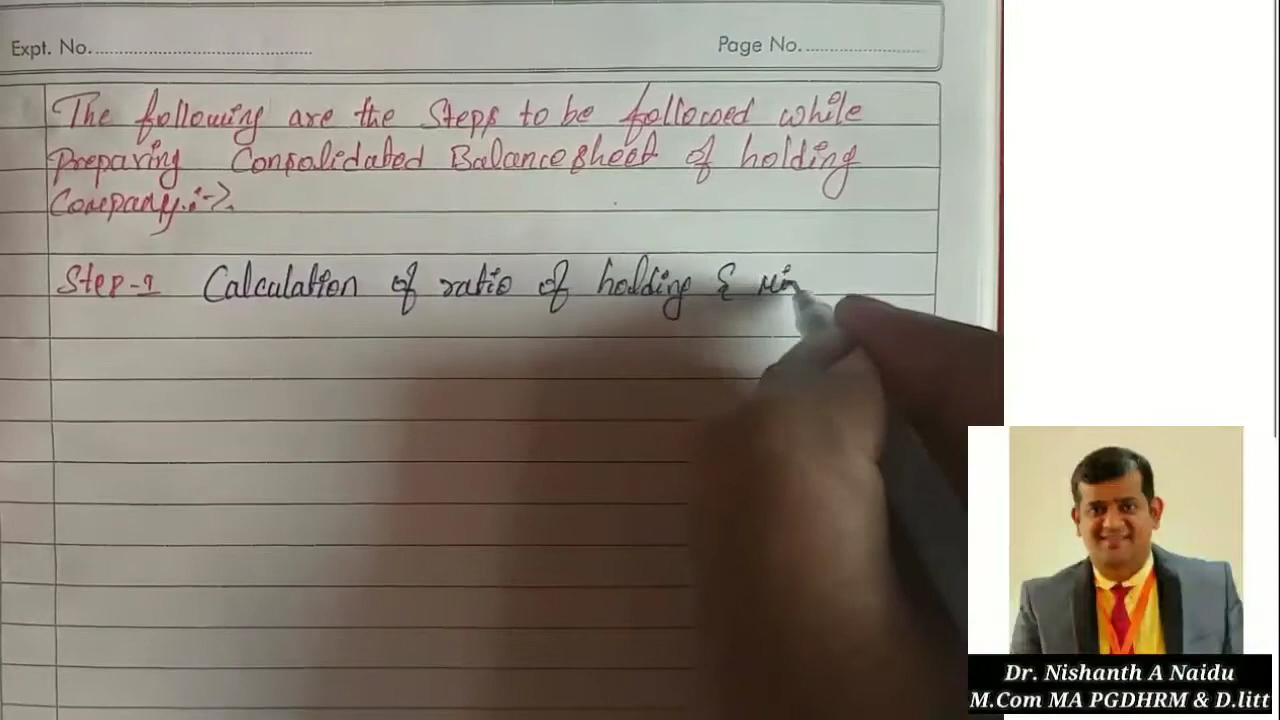 Expt. No.
Page No.
The following are the Steps to be followed while
Preparing Consolidated Balancesheet of holding
Company:->
Step-1 Calculation of ratio of holding &
Dr. Nishanth A Naidu
M.Com MA PGDHRM & D.litt